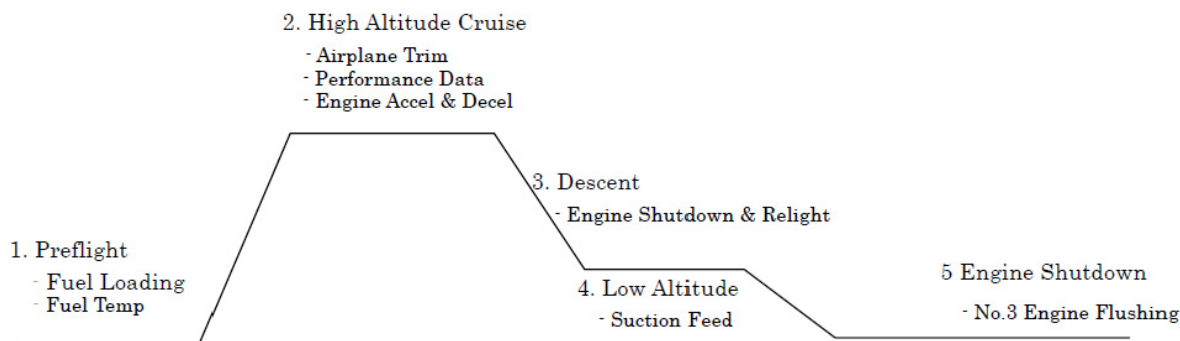 2. High Altitude Cruise
- Airplane Trim
- Performance Data
- Engine Accel & Decel
3. Descent
- Engine Shutdown & Relight
1. Preflight
- Fuel Loading
- Fuel Temp
4. Low Altitude
- Suction Feed
5 Engine Shutdown
- No.3 Engine Flushing